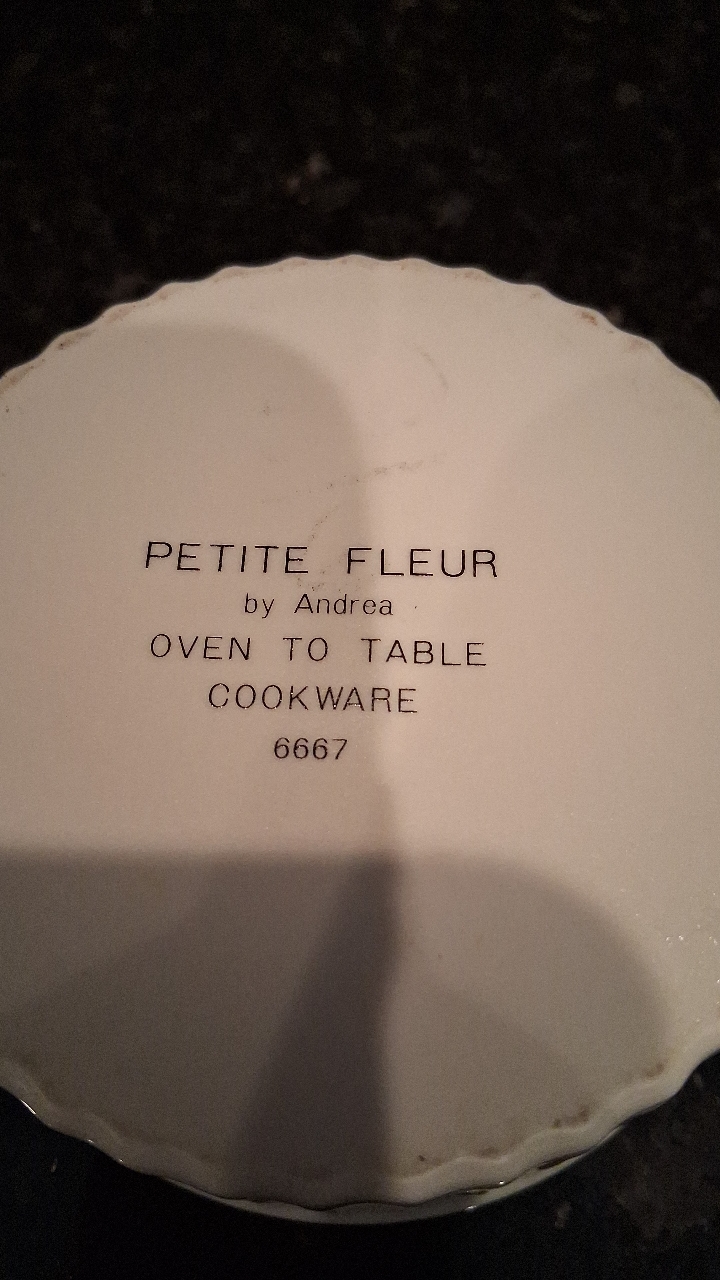 PETITE FLEUR
by Andrea
OVEN TO TABLE
COOKWARE
6667